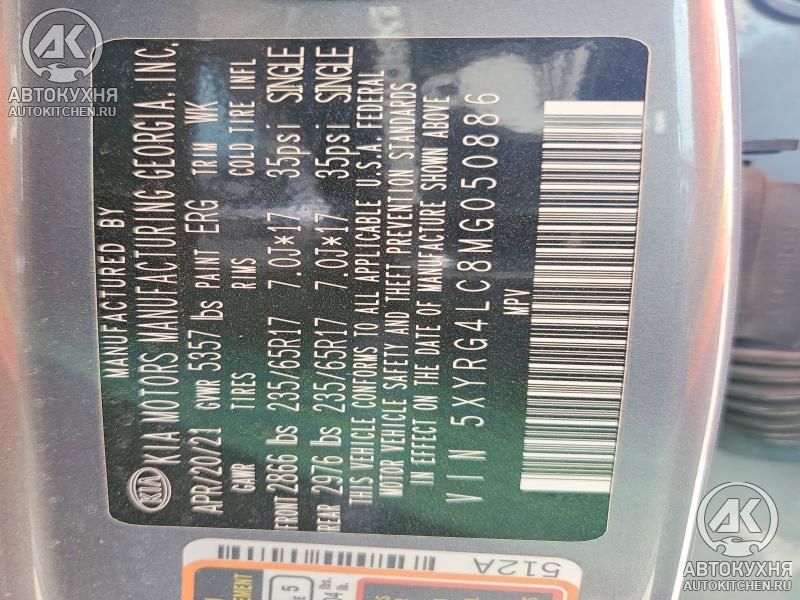 AK
АВТОКУХНЯ
AUTOKITCHEN.RU
MANUFACTURED BY
KIA KIA MOTORS MANUFACTURING GEORGIA, INC.
APR/20/21 GVWR 5357 lbs PAINT ERG TRIM WK
GAWR TIRES RIMS COLD TIRE INFL
FRONT 2866 lbs 235/65R17 7.0J*17 35psi SINGLE
REAR 2976 lbs 235/65R17 7.0J*17 35psi SINGLE
THIS VEHICLE CONFORMS TO ALL APPLICABLE U.S.A. FEDERAL
MOTOR VEHICLE SAFETY AND THEFT PREVENTION STANDARDS
IN EFFECT ON THE DATE OF MANUFACTURE SHOWN ABOVE
VIN 5XYRG4LC8MG050886
MPV
512A
AK
АВТОКУХНЯ
AUTOKITCHEN.RU